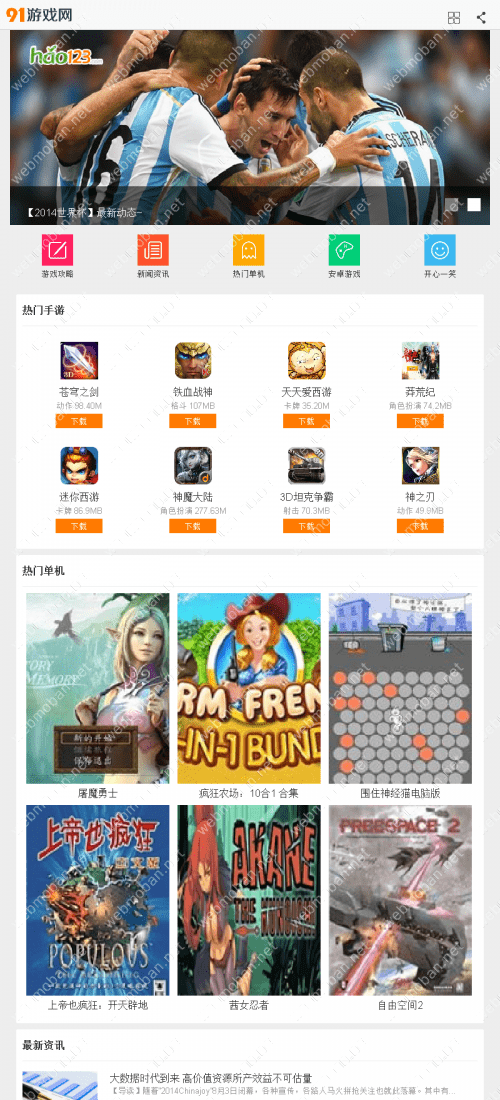 91游戏网
hao123.com
webmoban.net
【2014世界杯】最新动态~
游戏攻略 新闻资讯 热门单机 安卓游戏 开心一笑
热门手游
苍穹之剑 铁血战神 天天爱西游 莽荒纪
动作 98.40M 格斗 107MB 卡牌 35.20M 角色扮演 74.2MB
下载 下载 下载 下载
迷你西游 神魔大陆 3D坦克争霸 神之刃
卡牌 86.9MB 角色扮演 277.63M 射击 70.3MB 动作 49.9MB
下载 下载 下载 下载
热门单机
新的开始
保存退出
屠魔勇士
RM FREN
-IN-1 BUND
疯狂农场：10合1 合集
围住神经猫电脑版
上帝也疯狂
POPULOUS
上帝也疯狂：开天辟地
AKANE
THE KUNOICHI
茜女忍者
FREESPACE 2
自由空间2
最新资讯
大数据时代到来 高价值资源所产效益不可估量
【导读】随着"2014Chinajoy"8月3日闭幕，各种宣传，各路人马火拼抢关注也就此落幕。其中有...